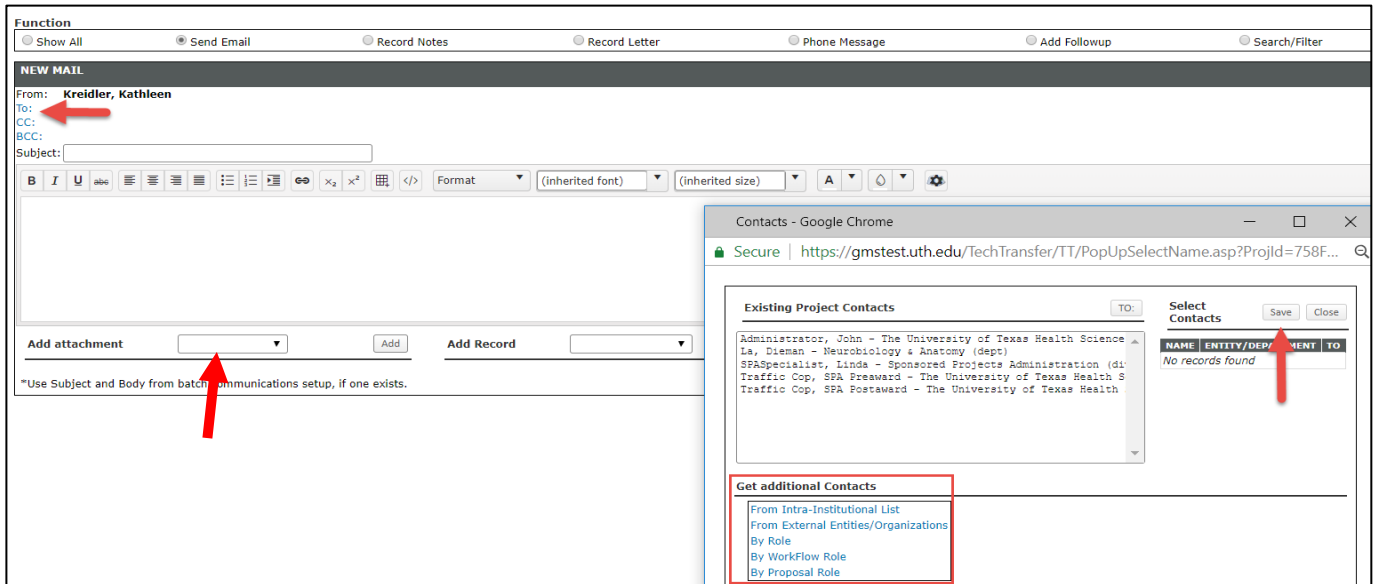 Function
Show All Send Email Record Notes Record Letter Phone Message Add Followup Search/Filter
NEW MAIL
From: Kreidler, Kathleen
To:
CC:
BCC:
Subject:
B I U abc x₂ x² </> Format (inherited font) (inherited size) A
Contacts - Google Chrome
Secure | https://gmstest.uth.edu/TechTransfer/TT/PopUpSelectName.asp?ProjId=758F...
Existing Project Contacts TO: Select Contacts Save Close
Administrator, John - The University of Texas Health Science
La, Dieman - Neurobiology & Anatomy (dept)
SPASpecialist, Linda - Sponsored Projects Administration (di
Traffic Cop, SPA Preaward - The University of Texas Health S
Traffic Cop, SPA Postaward - The University of Texas Health
NAME ENTITY/DEPARTMENT TO
No records found
Add attachment Add Add Record
*Use Subject and Body from batch communications setup, if one exists.
Get additional Contacts
From Intra-Institutional List
From External Entities/Organizations
By Role
By WorkFlow Role
By Proposal Role